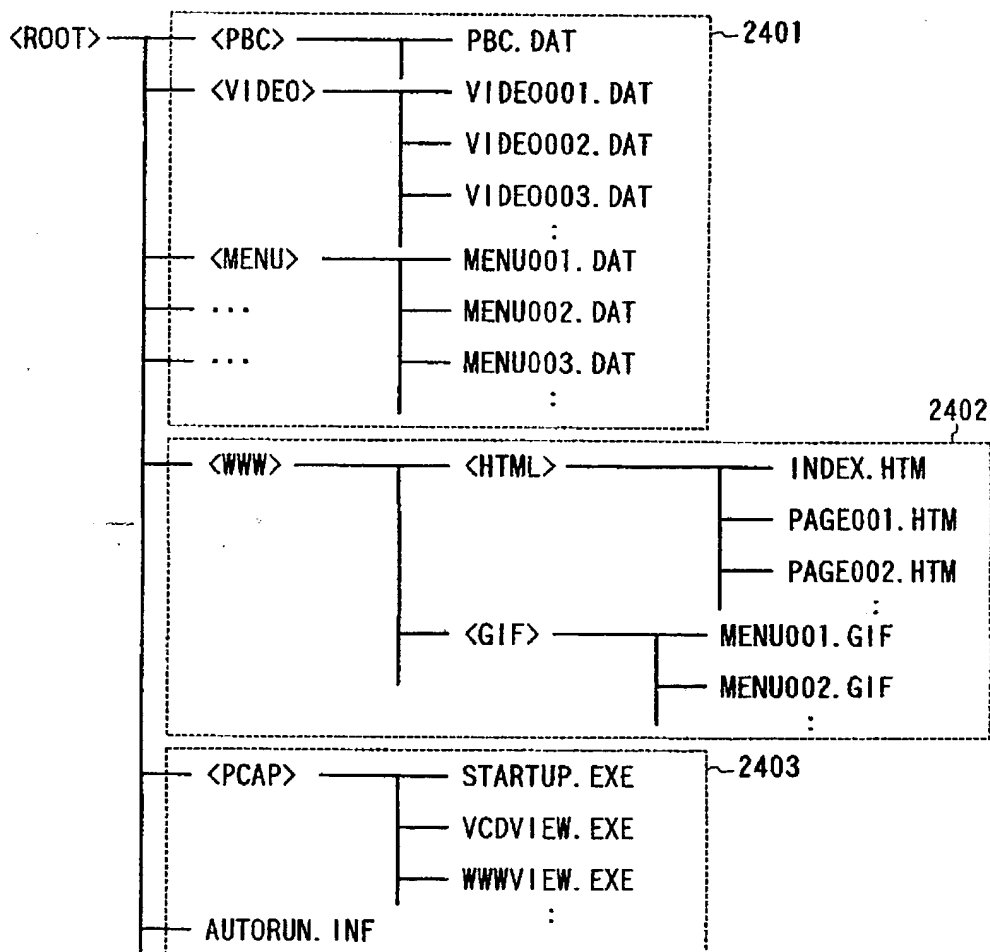 <ROOT> <PBC> PBC.DAT 2401
<VIDEO> VIDEO001.DAT
VIDEO002.DAT
VIDEO003.DAT
:
<MENU> MENU001.DAT
... MENU002.DAT
... MENU003.DAT
:
2402
<WWW> <HTML> INDEX.HTM
PAGE001.HTM
PAGE002.HTM
:
<GIF> MENU001.GIF
MENU002.GIF
:
<PCAP> STARTUP.EXE 2403
VCDVIEW.EXE
WWWVIEW.EXE
:
AUTORUN.INF